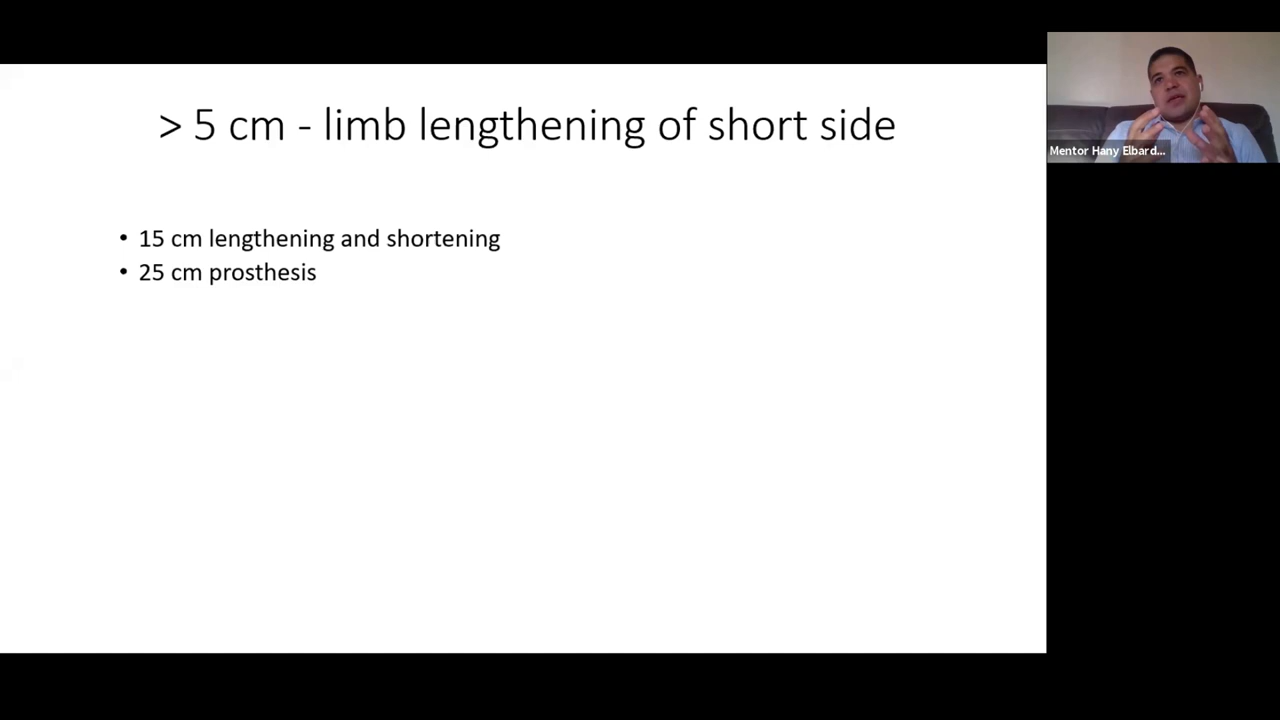 > 5 cm - limb lengthening of short side
• 15 cm lengthening and shortening
• 25 cm prosthesis
Mentor Hany Elbard...